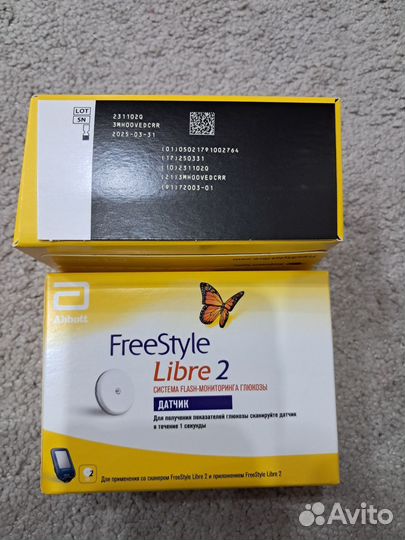 LOT
SN
231102Q
3MH00VEDCRR
2025-03-31
(01)05021791002764
(17)250331
(10)231102Q
(21)3MH00VEDCRR
(91)72003-01
Abbott
FreeStyle
Libre 2
СИСТЕМА FLASH-МОНИТОРИНГА ГЛЮКОЗЫ
ДАТЧИК
Для получения показателей глюкозы сканируйте датчик
в течение 1 секунды
2
Для применения со сканером FreeStyle Libre 2 и приложением FreeStyle Libre 2
Avito